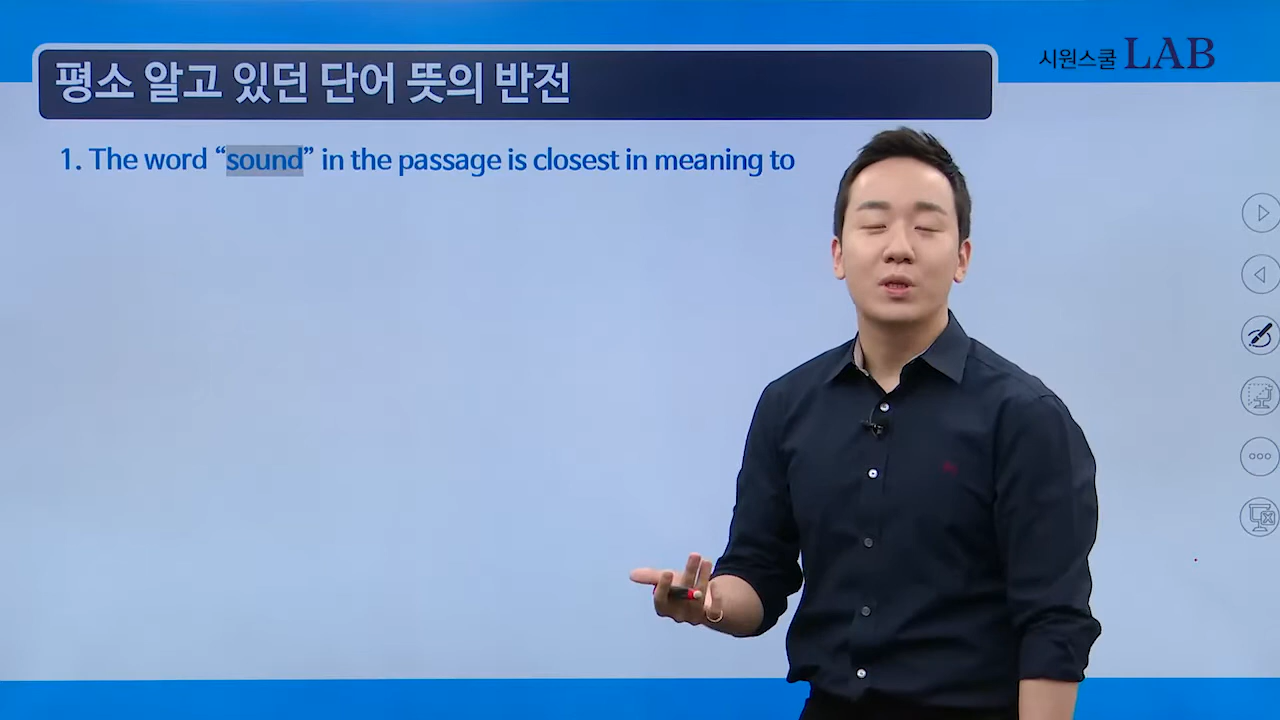 시원스쿨 LAB
평소 알고 있던 단어 뜻의 반전
1. The word “sound” in the passage is closest in meaning to